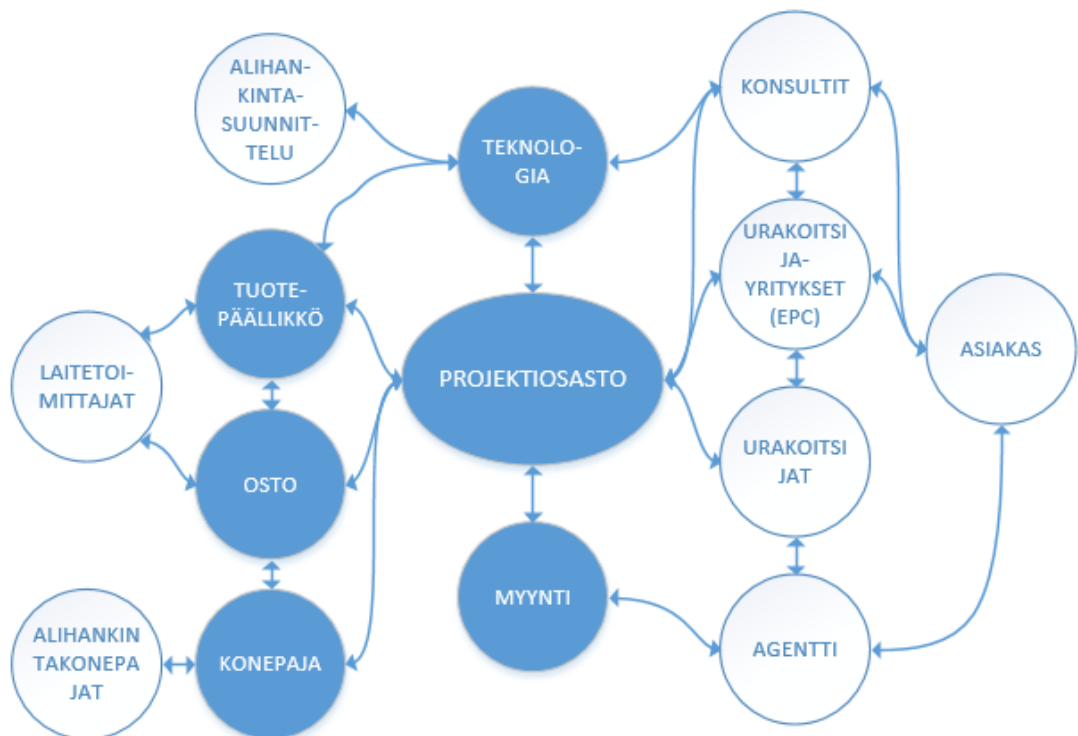 ALIHAN-
KINTA-
SUUNNIT-
TELU
TEKNOLO-
GIA
KONSULTIT
TUOTE-
PÄÄLLIKKÖ
URAKOITSI
JA-
YRITYKSET
(EPC)
LAITETOI-
MITTAJAT
PROJEKTIOSASTO
ASIAKAS
OSTO
URAKOITSI
JAT
MYYNTI
ALIHANKIN
TAKONEPA
JAT
KONEPAJA
AGENTTI